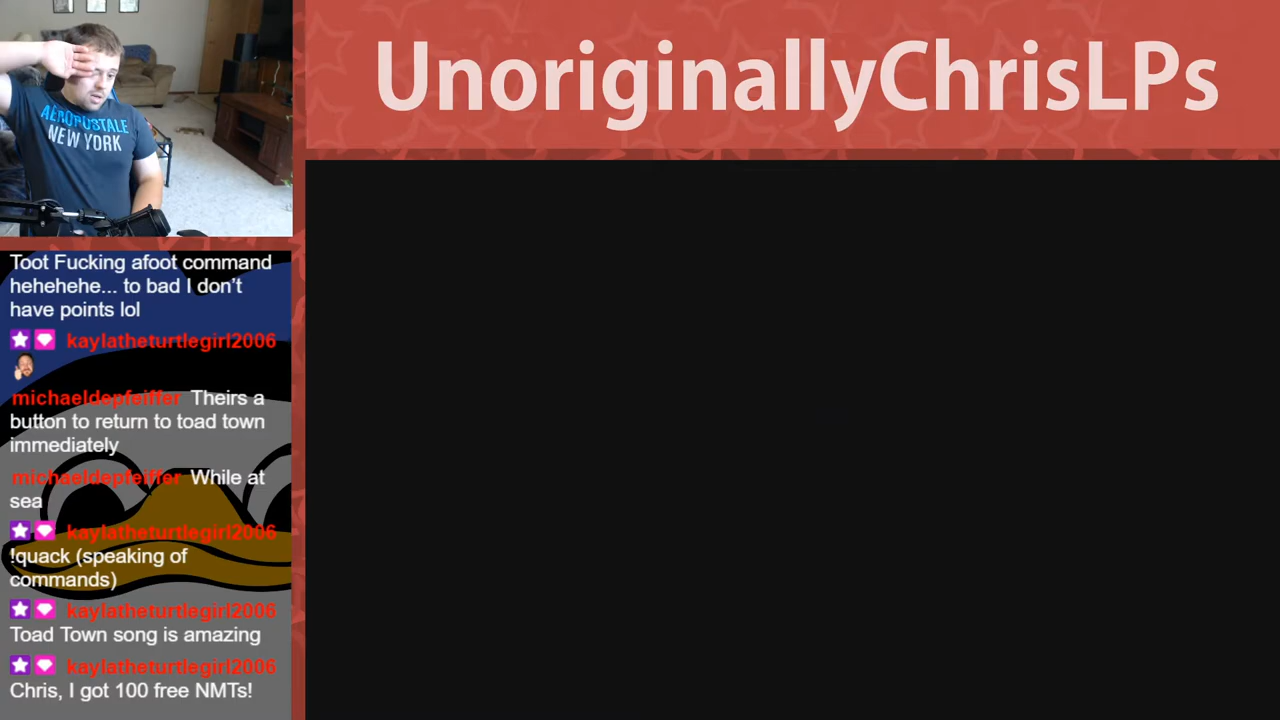 UnoriginallyChrisLPs
AEROPOSTALE
NEW YORK
Toot Fucking afoot command
hehehehe... to bad I don't
have points lol
kaylatheturtlegirl2006
michaeldepfeiffer Theirs a
button to return to toad town
immediately
michaeldepfeiffer While at
sea
kaylatheturtlegirl2006
!quack (speaking of
commands)
kaylatheturtlegirl2006
Toad Town song is amazing
kaylatheturtlegirl2006
Chris, I got 100 free NMTs!